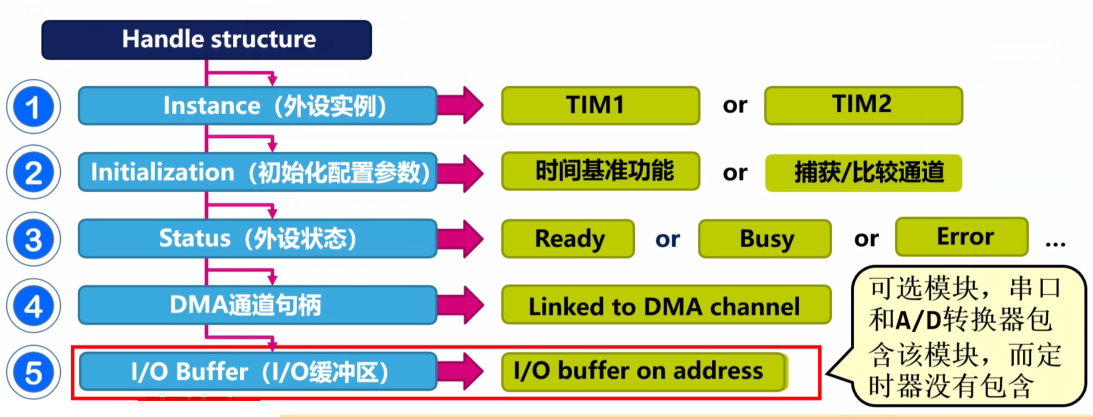 Handle structure
1 Instance（外设实例） TIM1 or TIM2
2 Initialization（初始化配置参数） 时间基准功能 or 捕获/比较通道
3 Status（外设状态） Ready or Busy or Error ...
4 DMA通道句柄 Linked to DMA channel
5 I/O Buffer（I/O缓冲区） I/O buffer on address
可选模块，串口
和A/D转换器包
含该模块，而定
时器没有包含